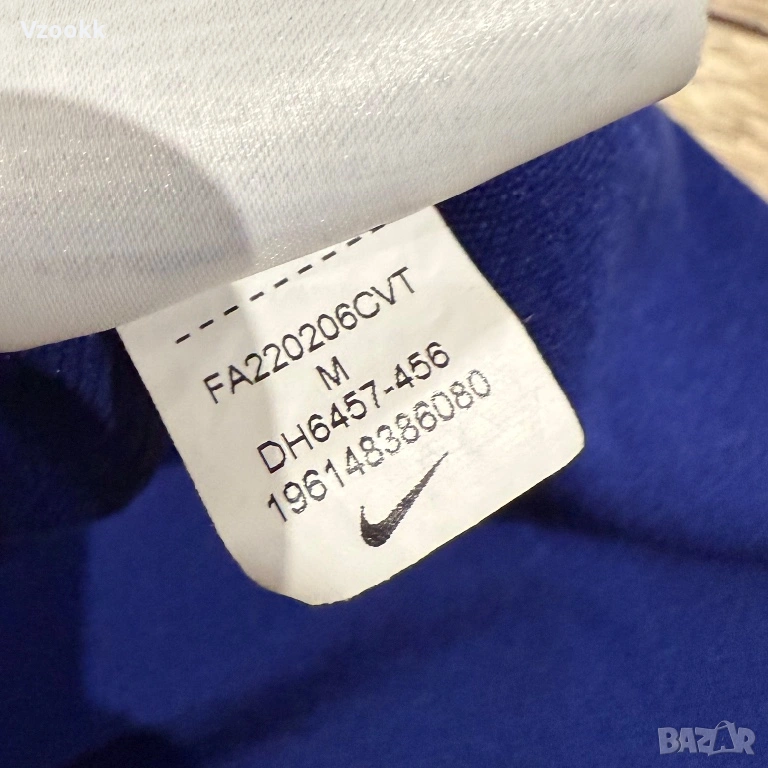 Vzookk
FA220206CVT
M
DH6457-456
196148386080
BAZAR